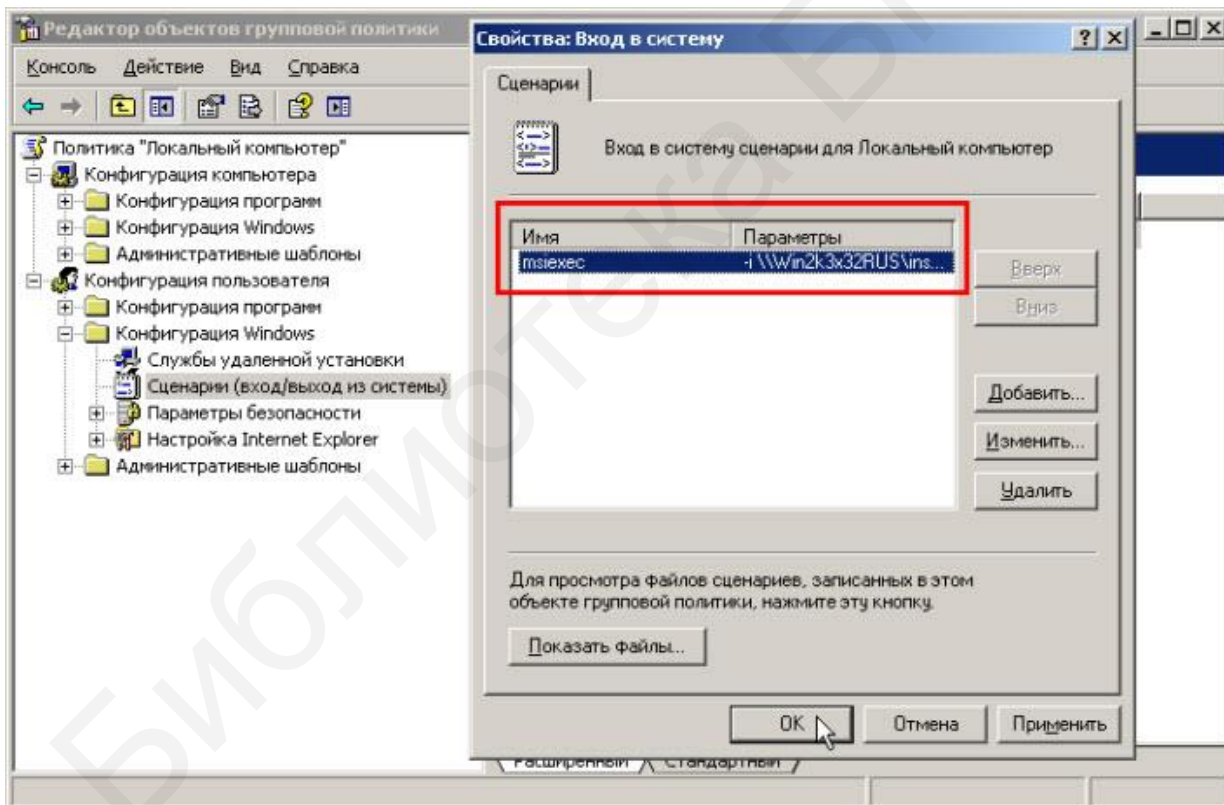 Редактор объектов групповой политики
Консоль Действие Вид Справка
Политика "Локальный компьютер"
Конфигурация компьютера
Конфигурация программ
Конфигурация Windows
Административные шаблоны
Конфигурация пользователя
Конфигурация программ
Конфигурация Windows
Службы удаленной установки
Сценарии (вход/выход из системы)
Параметры безопасности
Настройка Internet Explorer
Административные шаблоны
Свойства: Вход в систему
Сценарии
Вход в систему сценарии для Локальный компьютер
Имя Параметры
msiexec -i \\Win2k3x32RUS\ins...
Вверх
Вниз
Добавить...
Изменить...
Удалить
Для просмотра файлов сценариев, записанных в этом
объекте групповой политики, нажмите эту кнопку.
Показать файлы...
OK Отмена Применить
Расширенный Стандартный
Библиотека